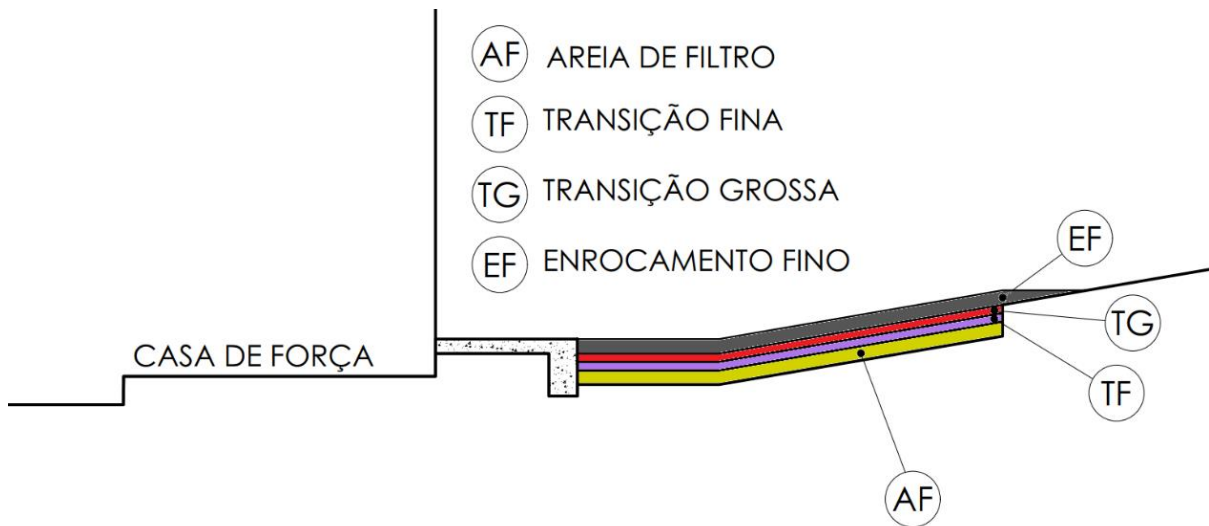 AF AREIA DE FILTRO
TF TRANSIÇÃO FINA
TG TRANSIÇÃO GROSSA
EF ENROCAMENTO FINO
EF
TG
CASA DE FORÇA
TF
AF